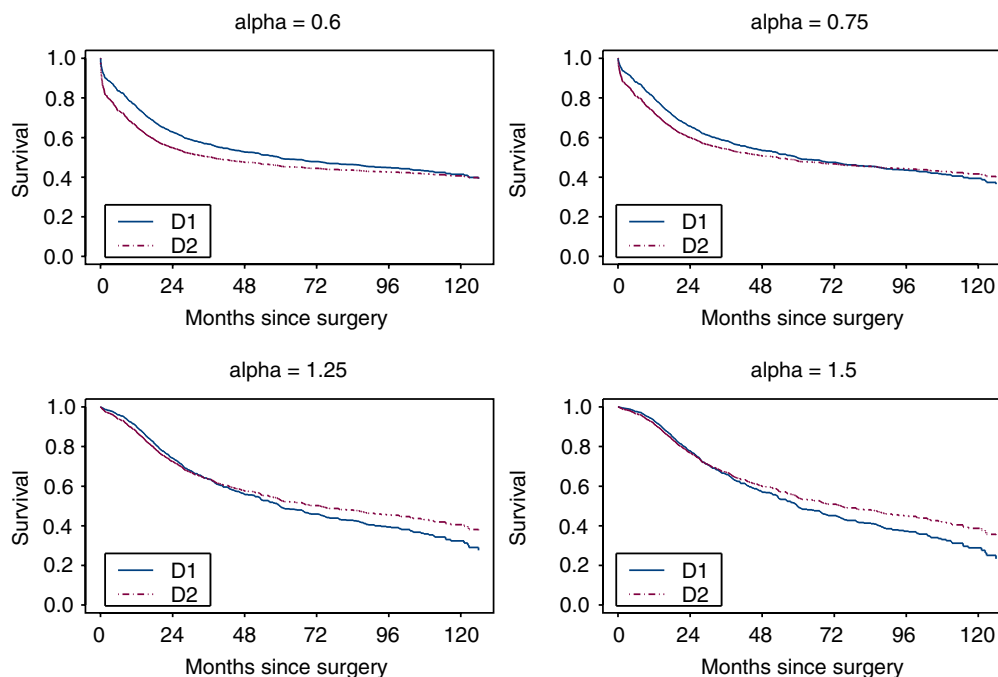 alpha = 0.6
Survival
1.0
0.8
0.6
0.4
0.2
0.0
D1
D2
0 24 48 72 96 120
Months since surgery
alpha = 0.75
Survival
1.0
0.8
0.6
0.4
0.2
0.0
D1
D2
0 24 48 72 96 120
Months since surgery
alpha = 1.25
Survival
1.0
0.8
0.6
0.4
0.2
0.0
D1
D2
0 24 48 72 96 120
Months since surgery
alpha = 1.5
Survival
1.0
0.8
0.6
0.4
0.2
0.0
D1
D2
0 24 48 72 96 120
Months since surgery